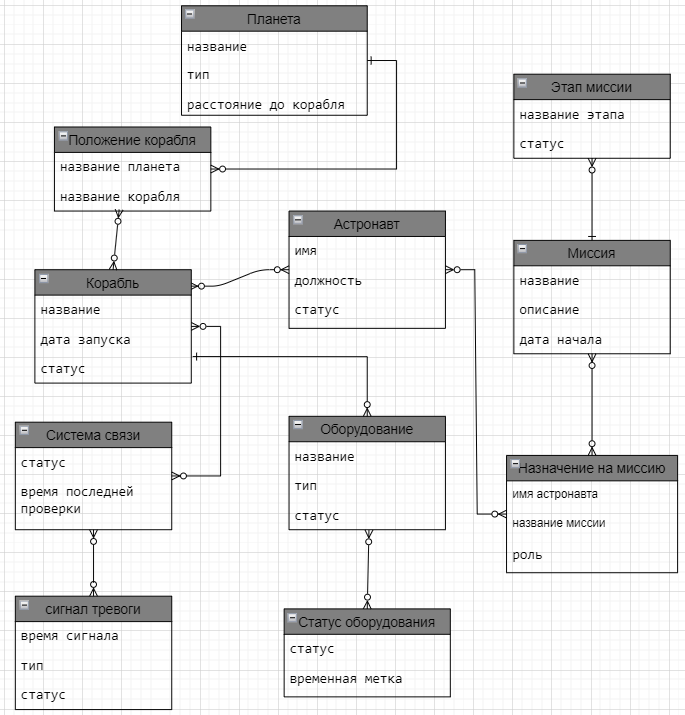 Планета
название
тип
расстояние до корабля
Этап миссии
название этапа
статус
Положение корабля
название планета
название корабля
Астронавт
имя
должность
статус
Миссия
название
описание
дата начала
Корабль
название
дата запуска
статус
Система связи
статус
время последней
проверки
Оборудование
название
тип
статус
Назначение на миссию
имя астронавта
название миссии
роль
сигнал тревоги
время сигнала
тип
статус
Статус оборудования
статус
временная метка